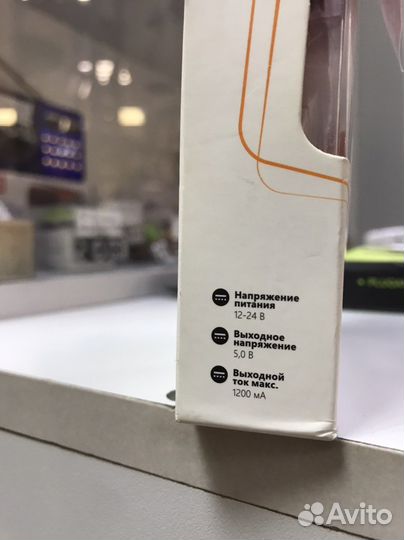 Напряжение
питания
12-24 В
Выходное
напряжение
5,0 В
Выходной
ток макс.
1200 мА
Avito